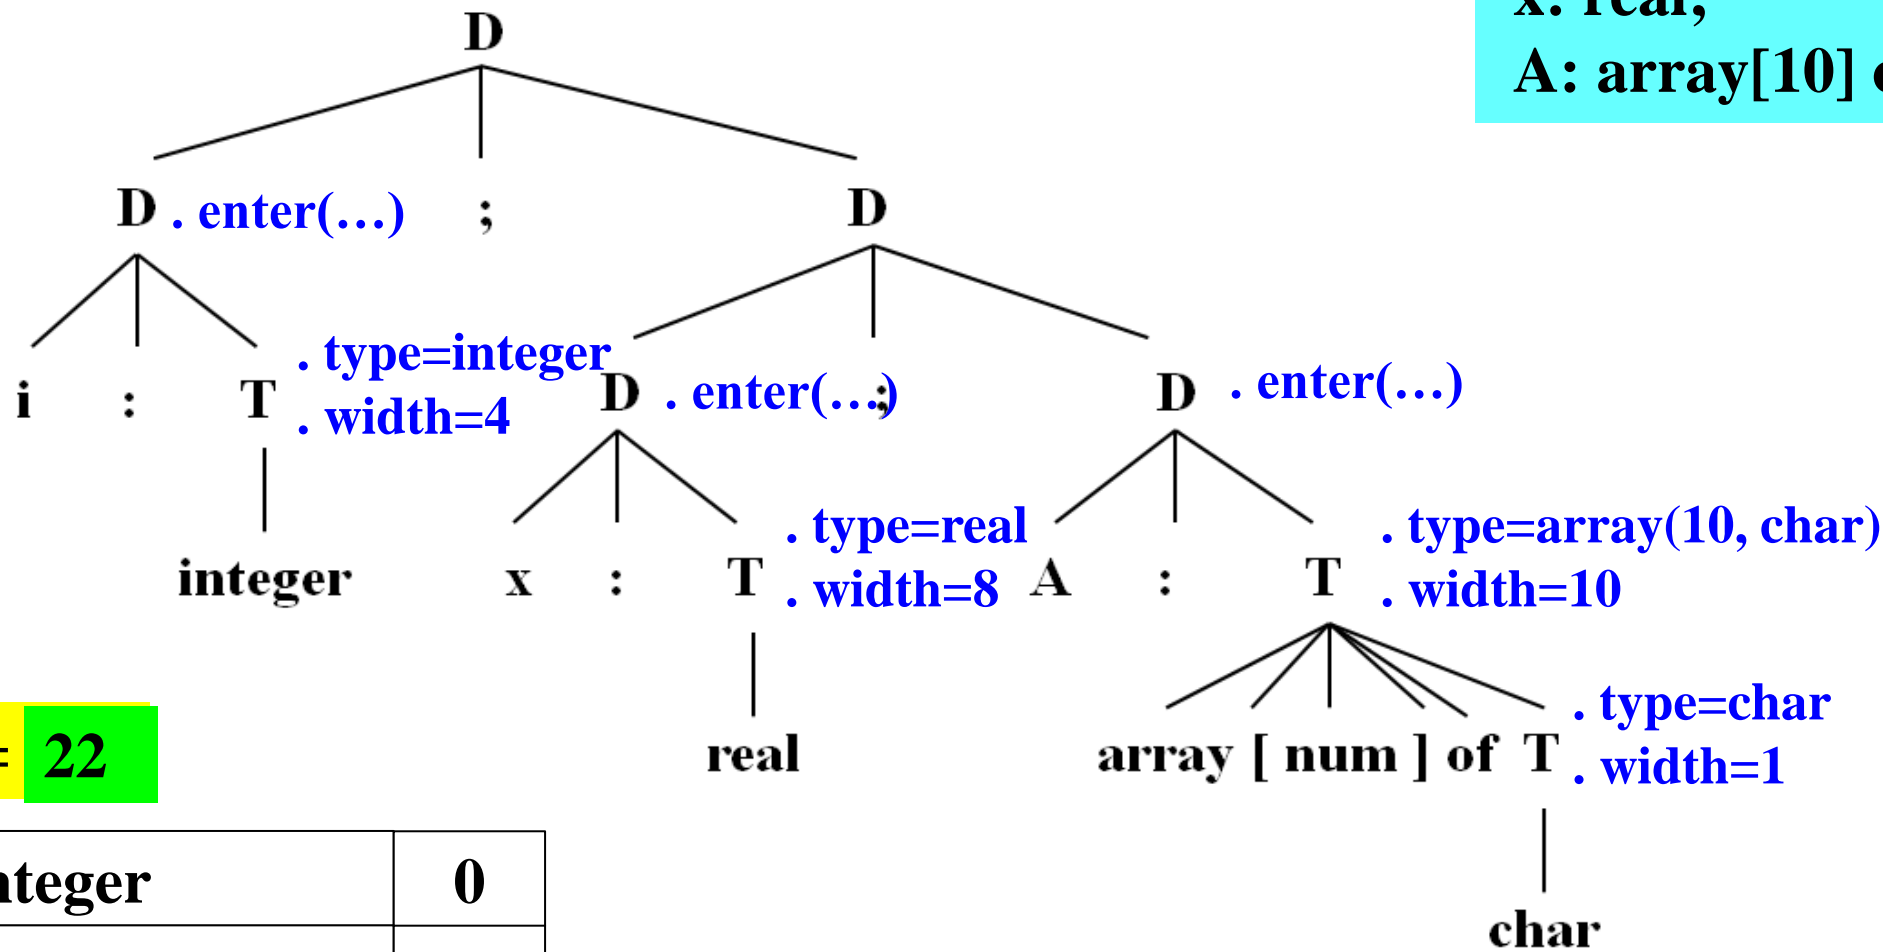 x: real;
A: array[10]
D
D . enter(…) ; D
. type=integer
i : T
. width=4
D . enter(…) ;
D . enter(…)
. type=real
. type=array(10, char)
integer
x : T
. width=8
A : T
. width=10
. type=char
= 22
real
array [ num ] of T
. width=1
0
char